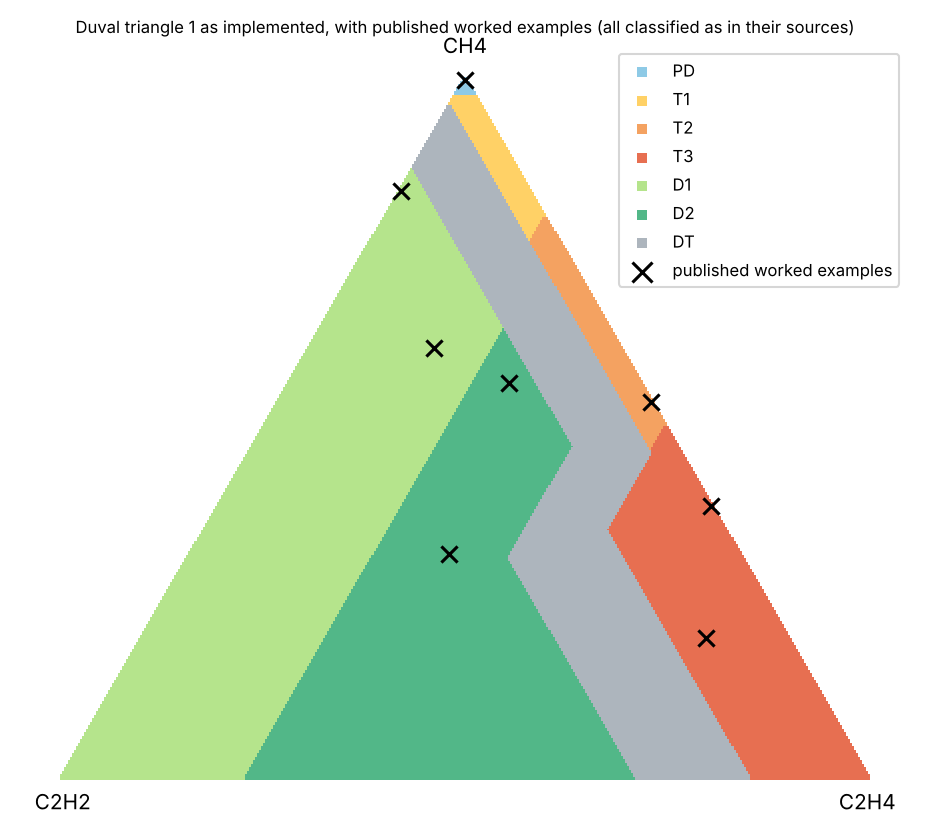 Duval triangle 1 as implemented, with published worked examples (all classified as in their sources)
CH4
PD
T1
T2
T3
D1
D2
DT
published worked examples
C2H2
C2H4